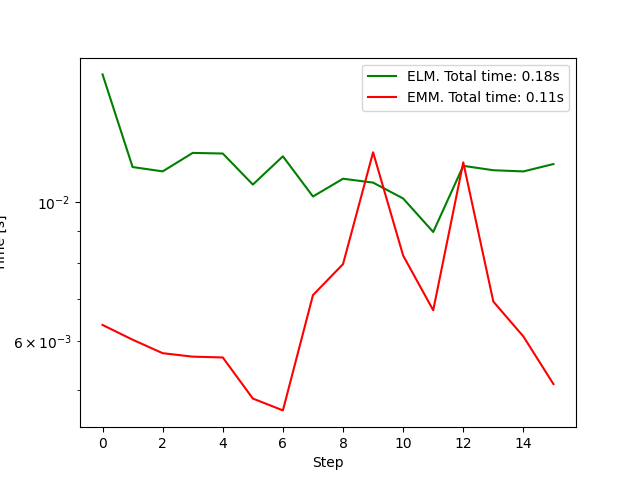 ELM. Total time: 0.18s
EMM. Total time: 0.11s
10⁻²
6 × 10⁻³
0 2 4 6 8 10 12 14
Step